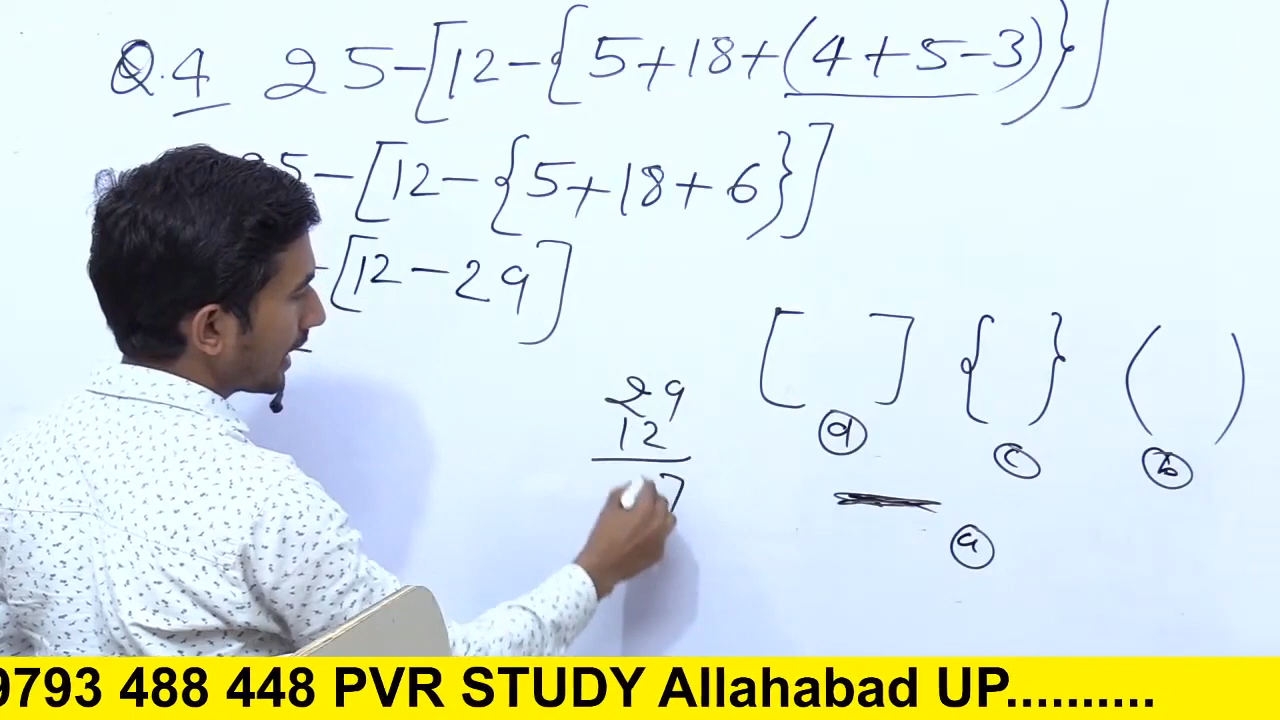 Q.4 25-[12-{5+18+(4+5-3)}]
25-[12-{5+18+6}]
-[12-29]
29
12
7
[ ] { } ( )
d c b
a
9793 488 448 PVR STUDY Allahabad UP..........